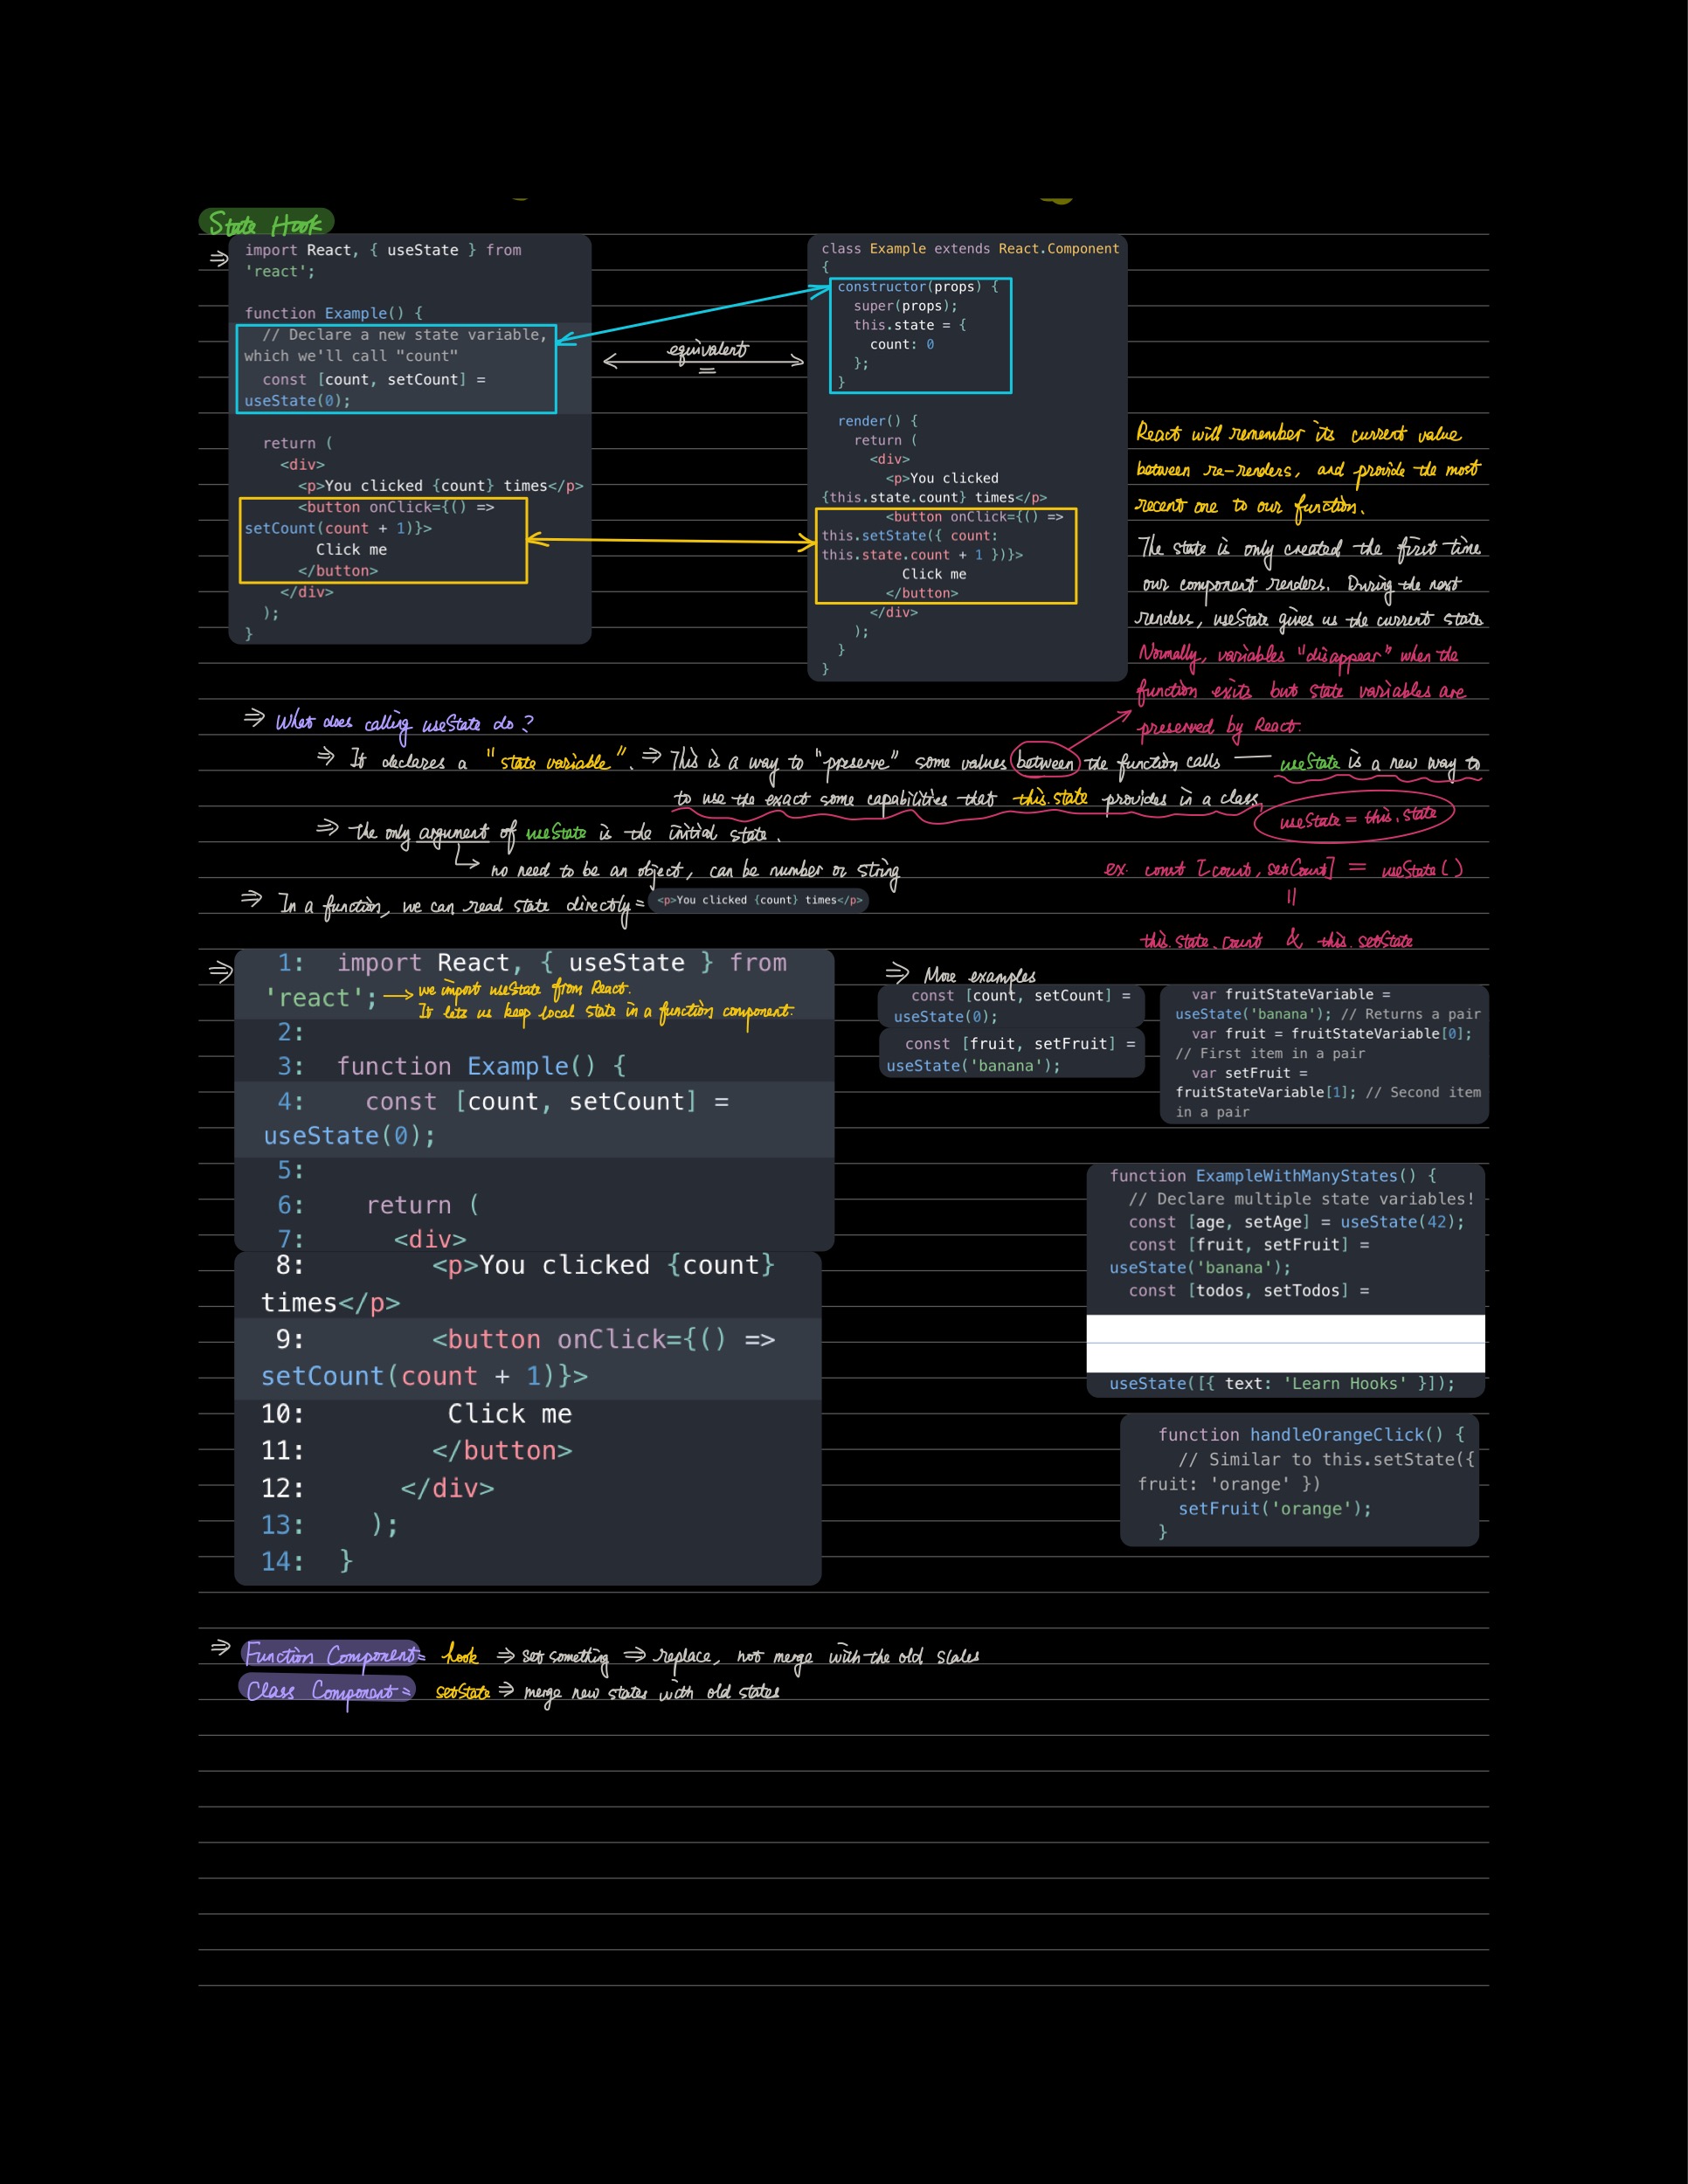 State Hook
⇒
import React, { useState } from
'react';
function Example() {
// Declare a new state variable,
which we'll call "count"
const [count, setCount] =
useState(0);
return (
<div>
<p>You clicked {count} times</p>
<button onClick={() =>
setCount(count + 1)}>
Click me
</button>
</div>
);
}
equivalent
=
class Example extends React.Component
{
constructor(props) {
super(props);
this.state = {
count: 0
};
}
render() {
return (
<div>
<p>You clicked
{this.state.count} times</p>
<button onClick={() =>
this.setState({ count:
this.state.count + 1 })}>
Click me
</button>
</div>
);
}
}
React will remember its current value
between re-renders, and provide the most
recent one to our function.
The state is only created the first time
our component renders. During the next
renders, useState gives us the current state
Normally, variables "disappear" when the
function exits but state variables are
preserved by React.
⇒ What does calling useState do?
⇒ It declares a "state variable". ⇒ This is a way to "preserve" some values between the function calls — useState is a new way to
to use the exact some capabilities that this.state provides in a class,
useState = this.state
⇒ The only argument of useState is the initial state.
no need to be an object, can be number or string
ex. const [count, setCount] = useState()
=
this.state.count & this.setState
⇒ In a function, we can read state directly = <p>You clicked {count} times</p>
⇒
1: import React, { useState } from
'react'; → we import useState from React.
It lets us keep local state in a function component.
2:
3: function Example() {
4: const [count, setCount] =
useState(0);
5:
6: return (
7: <div>
8: <p>You clicked {count}
times</p>
9: <button onClick={() =>
setCount(count + 1)}>
10: Click me
11: </button>
12: </div>
13: );
14: }
⇒ More examples
const [count, setCount] =
useState(0);
const [fruit, setFruit] =
useState('banana');
var fruitStateVariable =
useState('banana'); // Returns a pair
var fruit = fruitStateVariable[0];
// First item in a pair
var setFruit =
fruitStateVariable[1]; // Second item
in a pair
function ExampleWithManyStates() {
// Declare multiple state variables!
const [age, setAge] = useState(42);
const [fruit, setFruit] =
useState('banana');
const [todos, setTodos] =
useState([{ text: 'Learn Hooks' }]);
function handleOrangeClick() {
// Similar to this.setState({
fruit: 'orange' })
setFruit('orange');
}
⇒ Function Component = hook ⇒ set something ⇒ replace, not merge with the old states
Class Component = setState ⇒ merge new states with old states